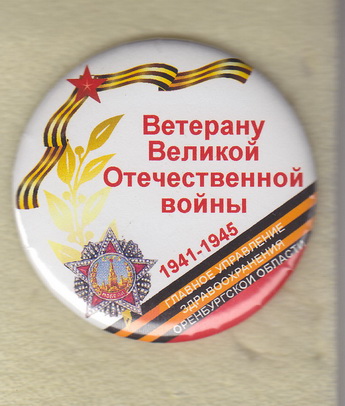 Ветерану
Великой
Отечественной
войны
1941-1945
ГЛАВНОЕ УПРАВЛЕНИЕ
ЗДРАВООХРАНЕНИЯ
ОРЕНБУРГСКОЙ ОБЛАСТИ